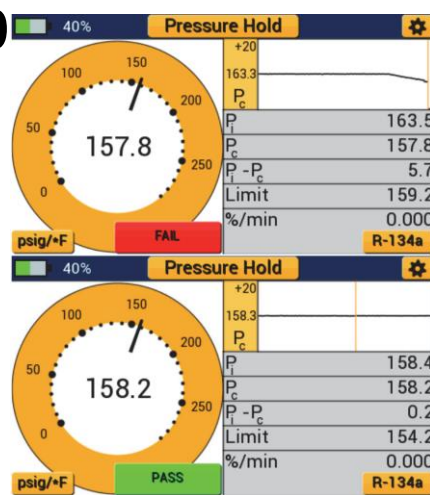 40% Pressure Hold
+20
163.3
Pc
0
50
100
150
200
250
157.8
Pi 163.5
Pc 157.8
Pi -Pc 5.7
Limit 159.2
%/min 0.000
psig/°F FAIL R-134a
40% Pressure Hold
+20
158.3
Pc
0
50
100
150
200
250
158.2
Pi 158.4
Pc 158.2
Pi -Pc 0.2
Limit 154.2
%/min 0.000
psig/°F PASS R-134a